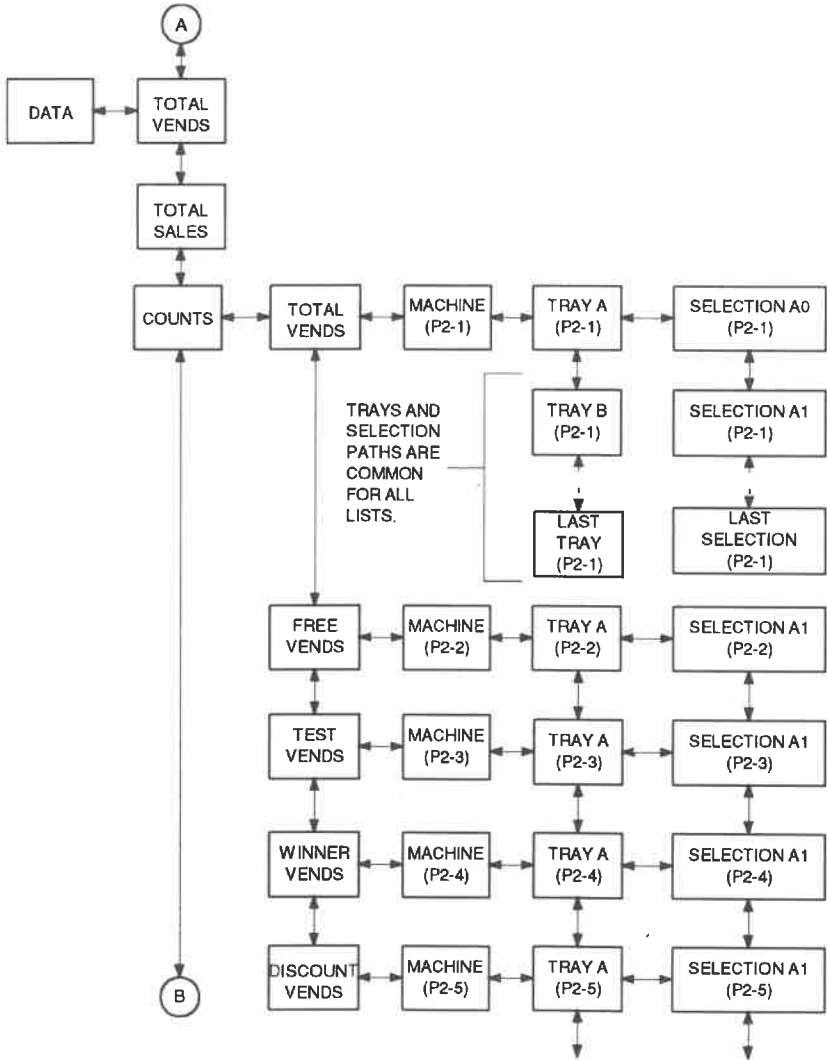 A
DATA
TOTAL
VENDS
TOTAL
SALES
COUNTS
TOTAL
VENDS
MACHINE
(P2-1)
TRAY A
(P2-1)
SELECTION A0
(P2-1)
TRAYS AND
SELECTION
PATHS ARE
COMMON
FOR ALL
LISTS.
TRAY B
(P2-1)
SELECTION A1
(P2-1)
LAST
TRAY
(P2-1)
LAST
SELECTION
(P2-1)
FREE
VENDS
MACHINE
(P2-2)
TRAY A
(P2-2)
SELECTION A1
(P2-2)
TEST
VENDS
MACHINE
(P2-3)
TRAY A
(P2-3)
SELECTION A1
(P2-3)
WINNER
VENDS
MACHINE
(P2-4)
TRAY A
(P2-4)
SELECTION A1
(P2-4)
B
DISCOUNT
VENDS
MACHINE
(P2-5)
TRAY A
(P2-5)
SELECTION A1
(P2-5)